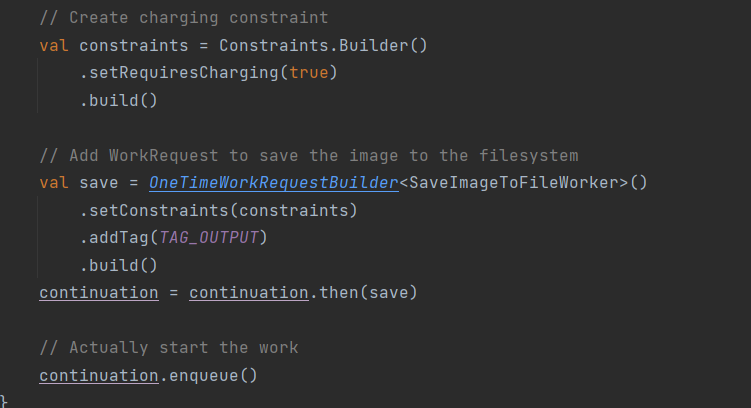 // Create charging constraint
val constraints = Constraints.Builder()
.setRequiresCharging(true)
.build()
// Add WorkRequest to save the image to the filesystem
val save = OneTimeWorkRequestBuilder<SaveImageToFileWorker>()
.setConstraints(constraints)
.addTag(TAG_OUTPUT)
.build()
continuation = continuation.then(save)
// Actually start the work
continuation.enqueue()
}